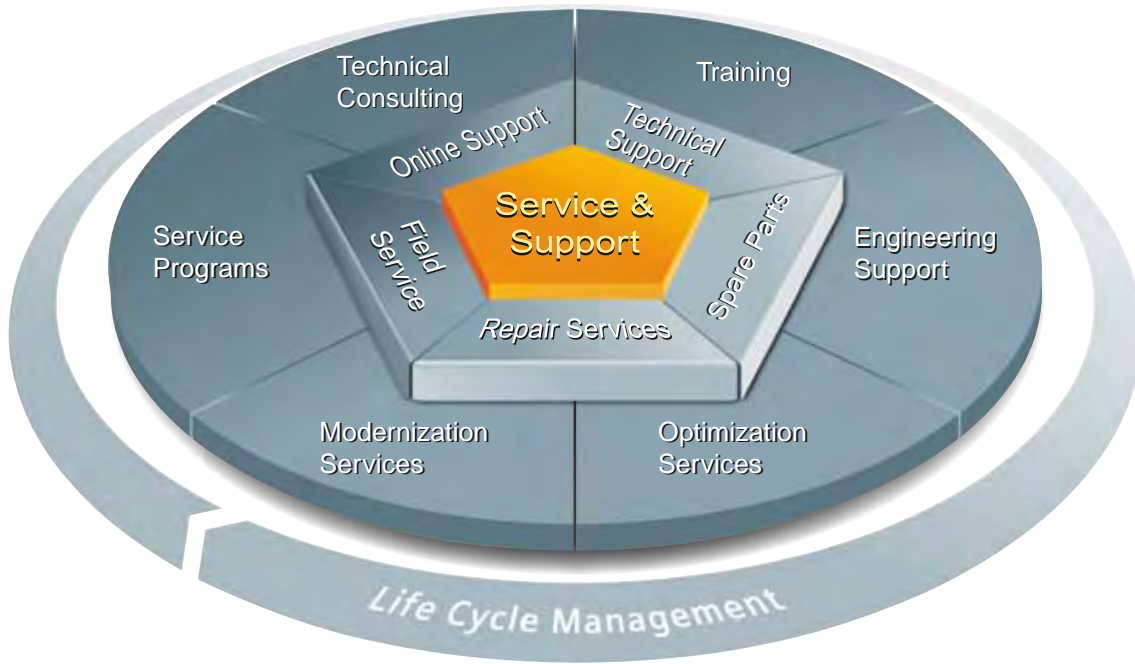 Technical
Consulting
Training
Online Support
Technical
Support
Service &
Support
Field
Service
Spare Parts
Service
Programs
Engineering
Support
Repair Services
Modernization
Services
Optimization
Services
Life Cycle Management